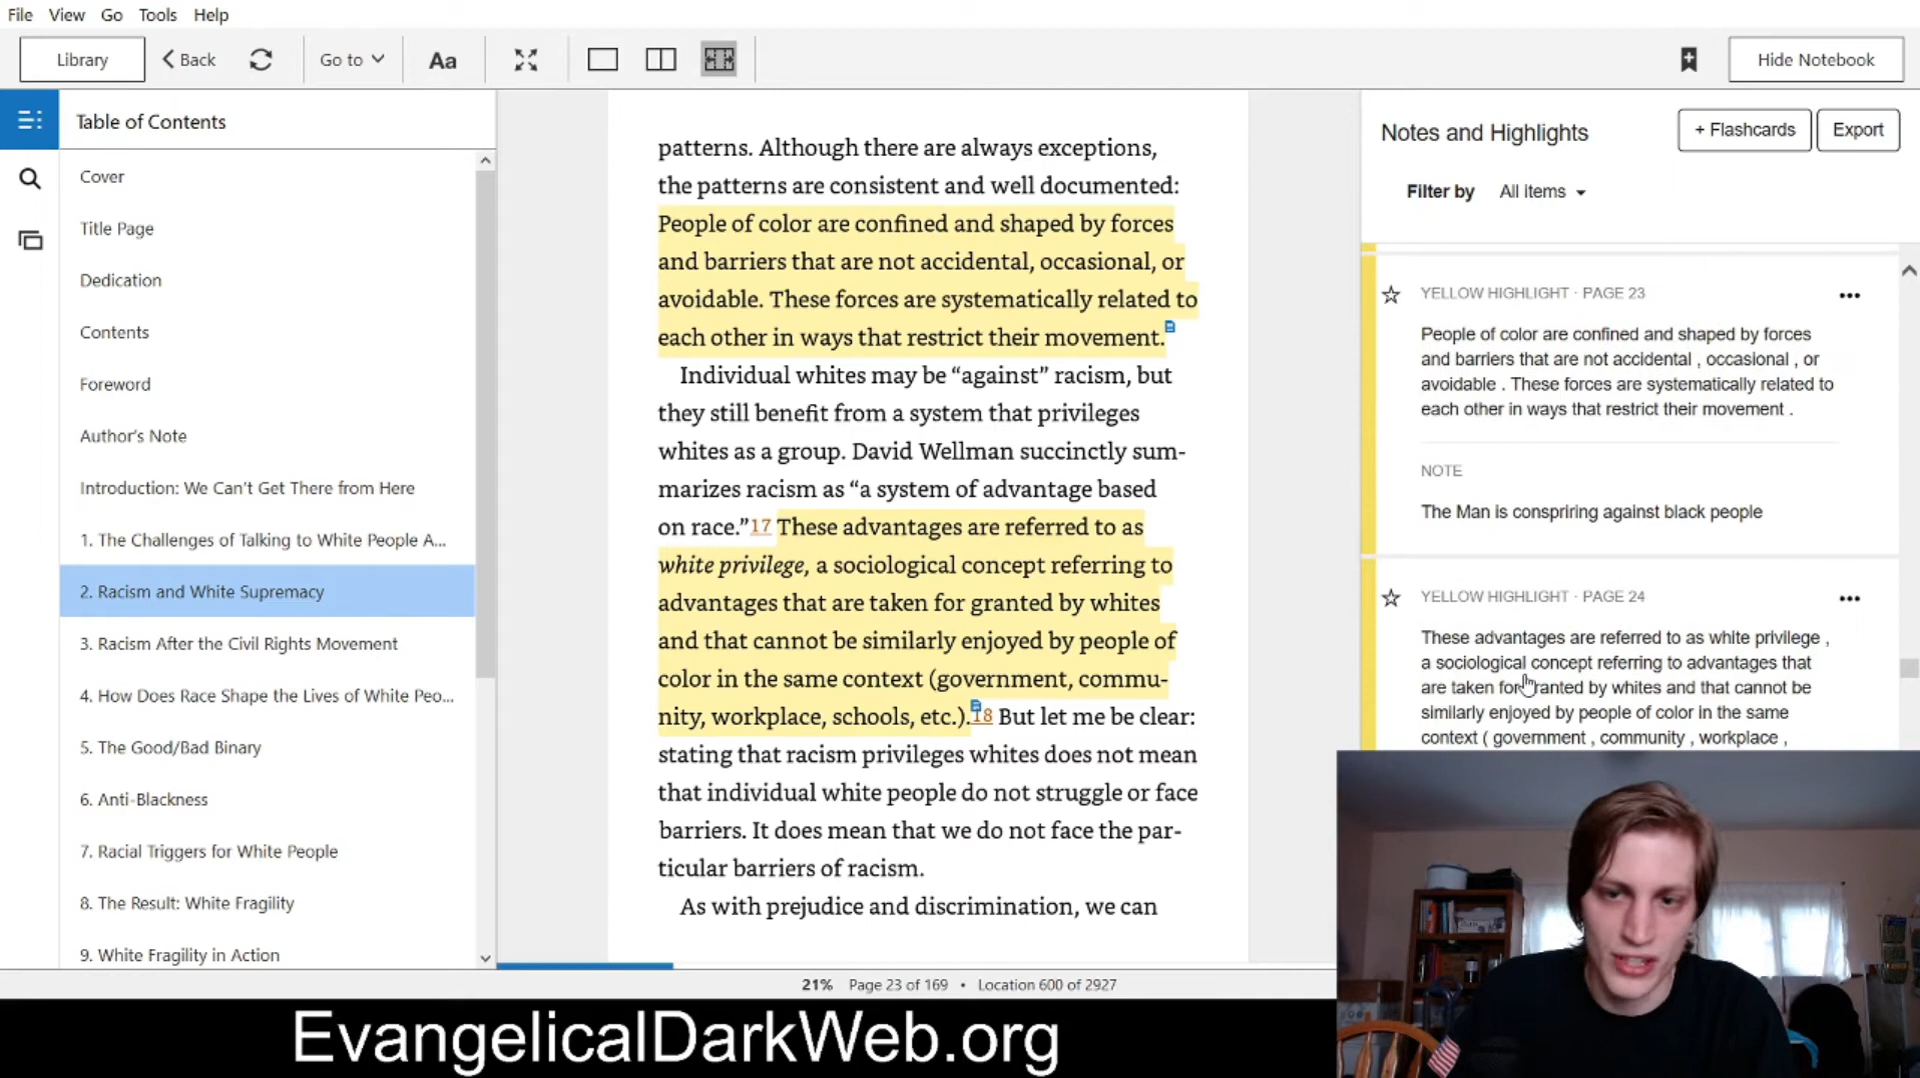 File View Go Tools Help
Library Back Go to Aa Hide Notebook
Table of Contents
Cover
Title Page
Dedication
Contents
Foreword
Author's Note
Introduction: We Can't Get There from Here
1. The Challenges of Talking to White People A...
2. Racism and White Supremacy
3. Racism After the Civil Rights Movement
4. How Does Race Shape the Lives of White Peo...
5. The Good/Bad Binary
6. Anti-Blackness
7. Racial Triggers for White People
8. The Result: White Fragility
9. White Fragility in Action
patterns. Although there are always exceptions,
the patterns are consistent and well documented:
People of color are confined and shaped by forces
and barriers that are not accidental, occasional, or
avoidable. These forces are systematically related to
each other in ways that restrict their movement.
Individual whites may be “against” racism, but
they still benefit from a system that privileges
whites as a group. David Wellman succinctly sum-
marizes racism as “a system of advantage based
on race.”17 These advantages are referred to as
white privilege, a sociological concept referring to
advantages that are taken for granted by whites
and that cannot be similarly enjoyed by people of
color in the same context (government, commu-
nity, workplace, schools, etc.).18 But let me be clear:
stating that racism privileges whites does not mean
that individual white people do not struggle or face
barriers. It does mean that we do not face the par-
ticular barriers of racism.
As with prejudice and discrimination, we can
21% Page 23 of 169 • Location 600 of 2927
Notes and Highlights + Flashcards Export
Filter by All items
YELLOW HIGHLIGHT · PAGE 23
People of color are confined and shaped by forces
and barriers that are not accidental , occasional , or
avoidable . These forces are systematically related to
each other in ways that restrict their movement .
NOTE
The Man is conspriring against black people
YELLOW HIGHLIGHT · PAGE 24
These advantages are referred to as white privilege ,
a sociological concept referring to advantages that
are taken for granted by whites and that cannot be
similarly enjoyed by people of color in the same
context ( government , community , workplace ,
EvangelicalDarkWeb.org